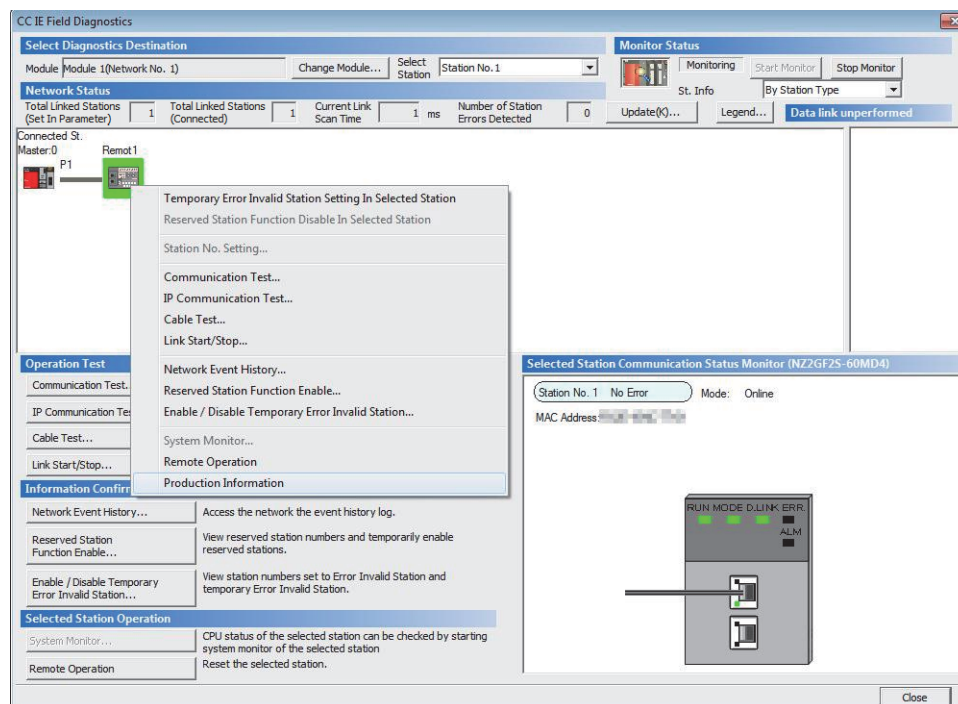 CC IE Field Diagnostics
Select Diagnostics Destination
Module Module 1(Network No. 1)
Change Module...
Select
Station
Station No.1
Monitor Status
Monitoring
Start Monitor
Stop Monitor
St. Info
By Station Type
Network Status
Total Linked Stations
(Set In Parameter)
1
Total Linked Stations
(Connected)
1
Current Link
Scan Time
1 ms
Number of Station
Errors Detected
0
Update(K)...
Legend...
Data link unperformed
Connected St.
Master:0
Remot1
P1
Temporary Error Invalid Station Setting In Selected Station
Reserved Station Function Disable In Selected Station
Station No. Setting...
Communication Test...
IP Communication Test...
Cable Test...
Link Start/Stop...
Network Event History...
Reserved Station Function Enable...
Enable / Disable Temporary Error Invalid Station...
System Monitor...
Remote Operation
Production Information
Operation Test
Communication Test.
IP Communication Te
Cable Test...
Link Start/Stop...
Information Confir
Network Event History...
Access the network the event history log.
Reserved Station
Function Enable...
View reserved station numbers and temporarily enable
reserved stations.
Enable / Disable Temporary
Error Invalid Station...
View station numbers set to Error Invalid Station and
temporary Error Invalid Station.
Selected Station Operation
System Monitor...
CPU status of the selected station can be checked by starting
system monitor of the selected station
Remote Operation
Reset the selected station.
Selected Station Communication Status Monitor (NZ2GF2S-60MD4)
Station No. 1 No Error
Mode: Online
MAC Address:
RUN MODE D.LINK ERR.
ALM
Close